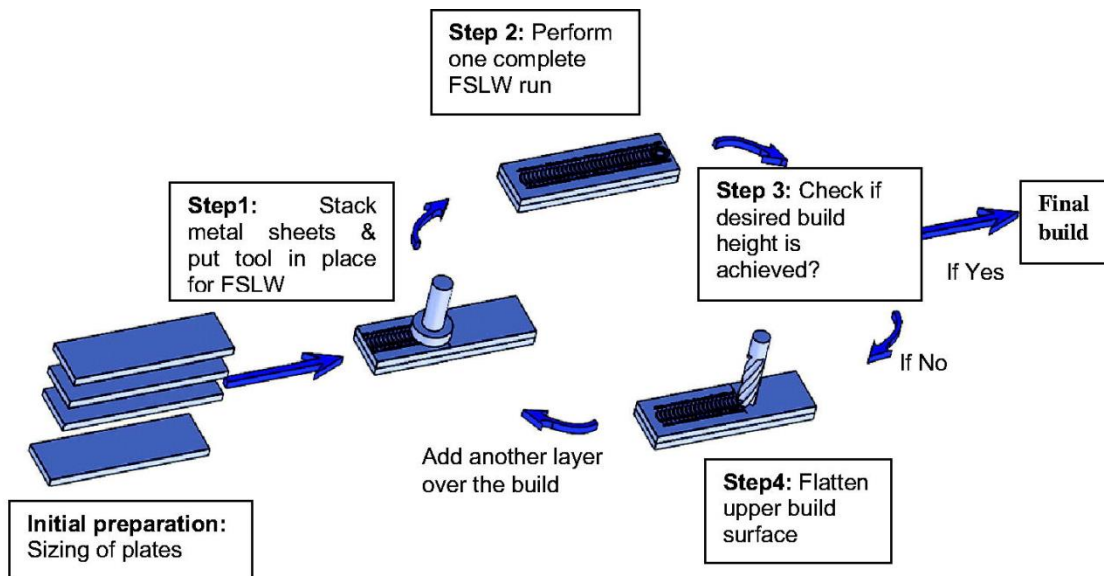 Step 2: Perform
one complete
FSLW run
Step1: Stack
metal sheets &
put tool in place
for FSLW
Step 3: Check if
desired build
height is
achieved?
Final
build
If Yes
If No
Add another layer
over the build
Step4: Flatten
upper build
surface
Initial preparation:
Sizing of plates